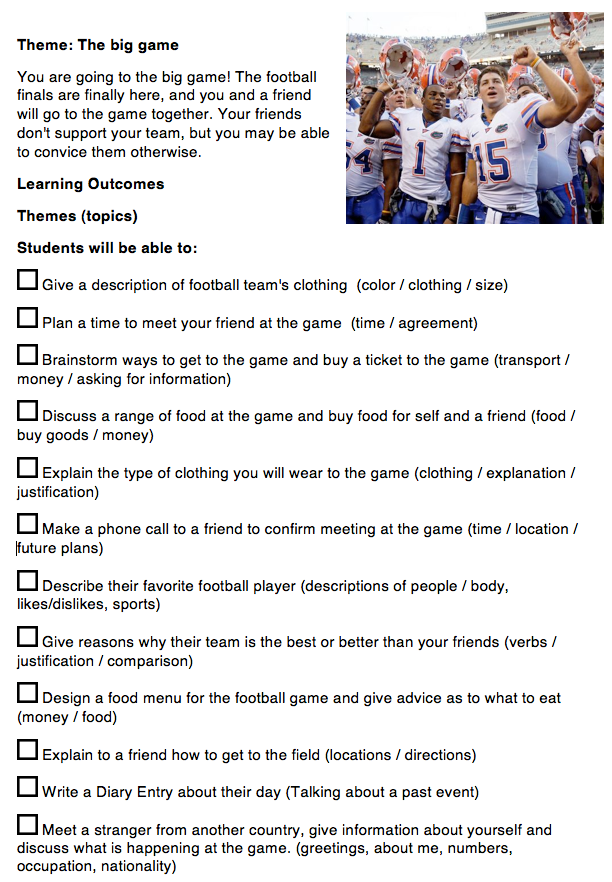 Theme: The big game
You are going to the big game! The football
finals are finally here, and you and a friend
will go to the game together. Your friends
don't support your team, but you may be able
to convice them otherwise.
Learning Outcomes
Themes (topics)
Students will be able to:
Give a description of football team's clothing (color / clothing / size)
Plan a time to meet your friend at the game (time / agreement)
Brainstorm ways to get to the game and buy a ticket to the game (transport /
money / asking for information)
Discuss a range of food at the game and buy food for self and a friend (food /
buy goods / money)
Explain the type of clothing you will wear to the game (clothing / explanation /
justification)
Make a phone call to a friend to confirm meeting at the game (time / location /
future plans)
Describe their favorite football player (descriptions of people / body,
likes/dislikes, sports)
Give reasons why their team is the best or better than your friends (verbs /
justification / comparison)
Design a food menu for the football game and give advice as to what to eat
(money / food)
Explain to a friend how to get to the field (locations / directions)
Write a Diary Entry about their day (Talking about a past event)
Meet a stranger from another country, give information about yourself and
discuss what is happening at the game. (greetings, about me, numbers,
occupation, nationality)
4
1
15